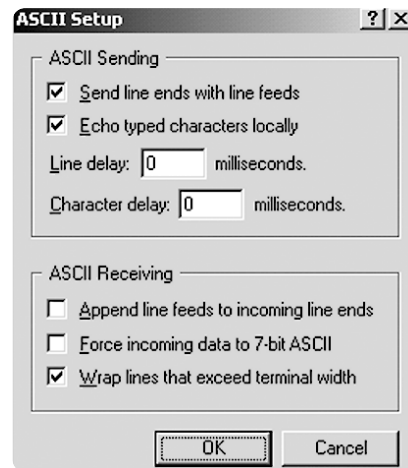 ASCII Setup
ASCII Sending
Send line ends with line feeds
Echo typed characters locally
Line delay: 0 milliseconds.
Character delay: 0 milliseconds.
ASCII Receiving
Append line feeds to incoming line ends
Force incoming data to 7-bit ASCII
Wrap lines that exceed terminal width
OK Cancel